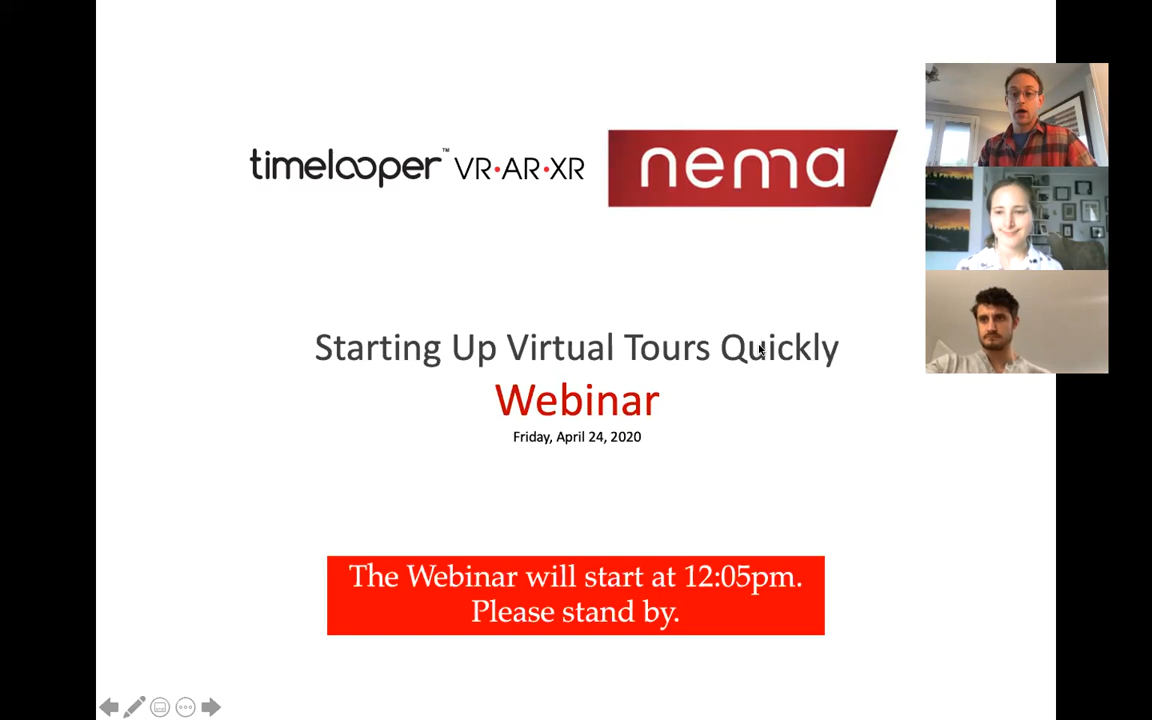 timelooper™ VR•AR•XR
nema
Starting Up Virtual Tours Quickly
Webinar
Friday, April 24, 2020
The Webinar will start at 12:05pm.
Please stand by.